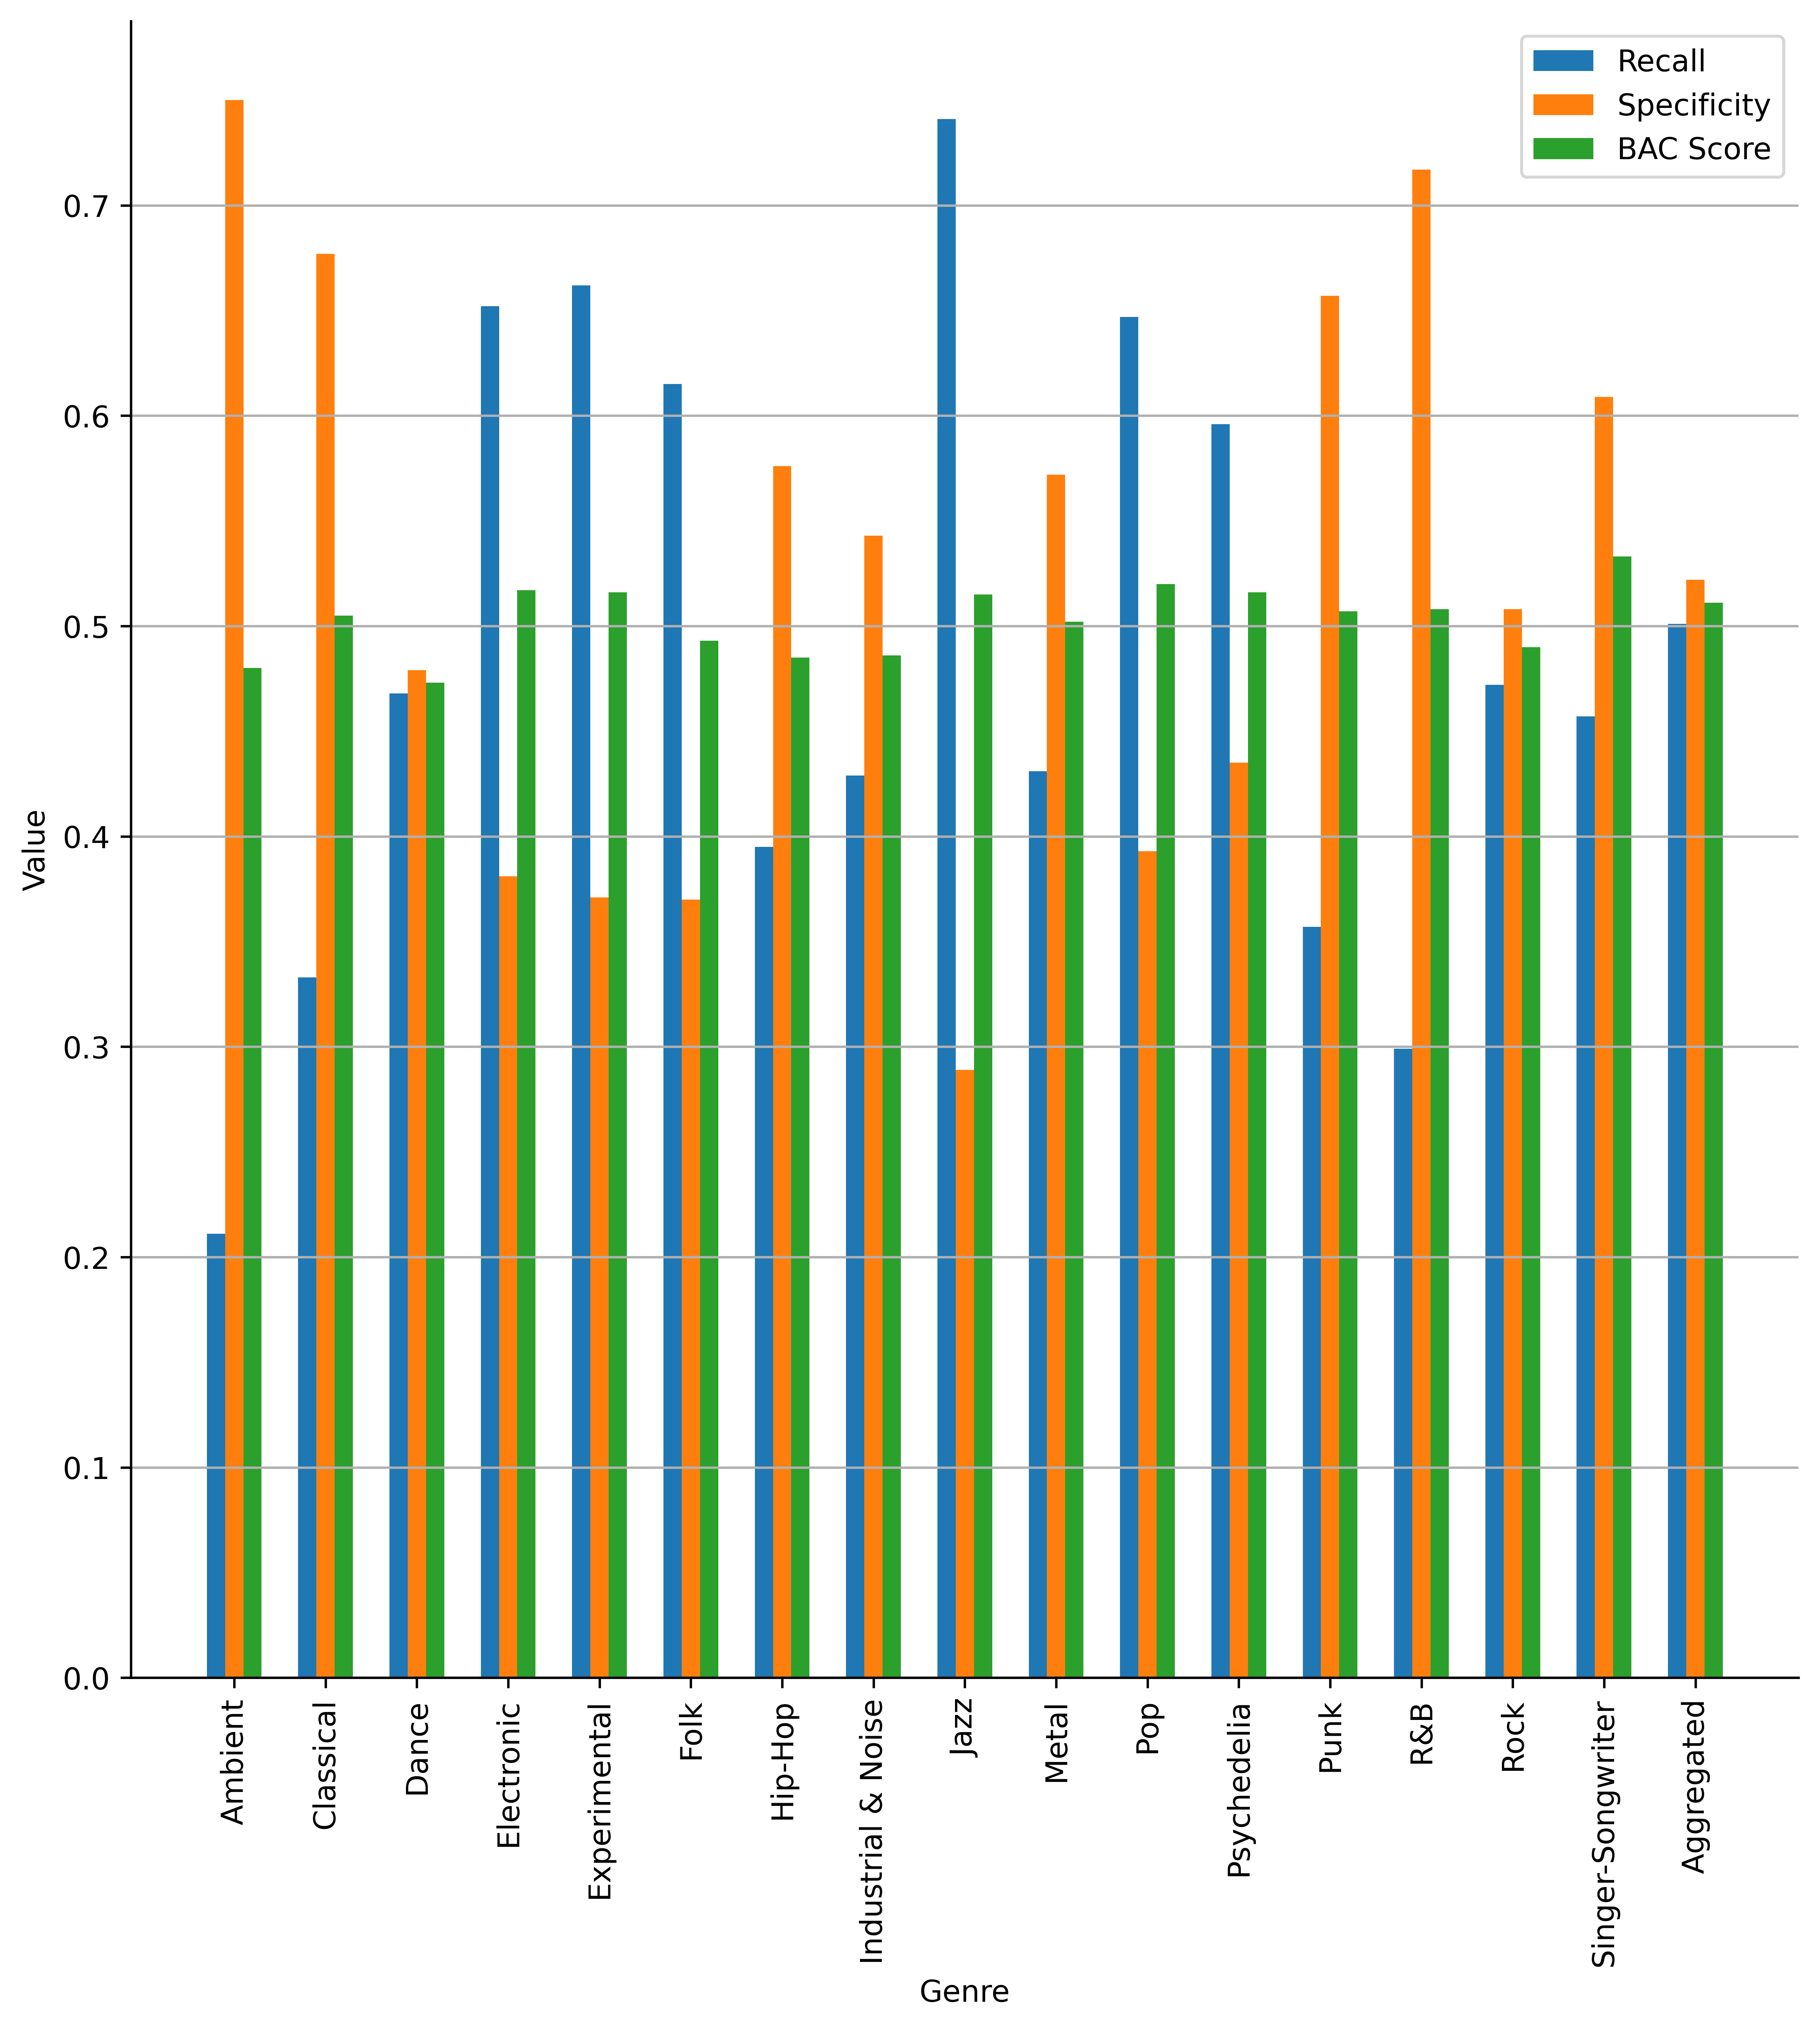 Recall
Specificity
BAC Score
0.7
0.6
0.5
0.4
0.3
0.2
0.1
0.0
Value
Ambient
Classical
Dance
Electronic
Experimental
Folk
Hip-Hop
Industrial & Noise
Jazz
Metal
Pop
Psychedelia
Punk
R&B
Rock
Singer-Songwriter
Aggregated
Genre